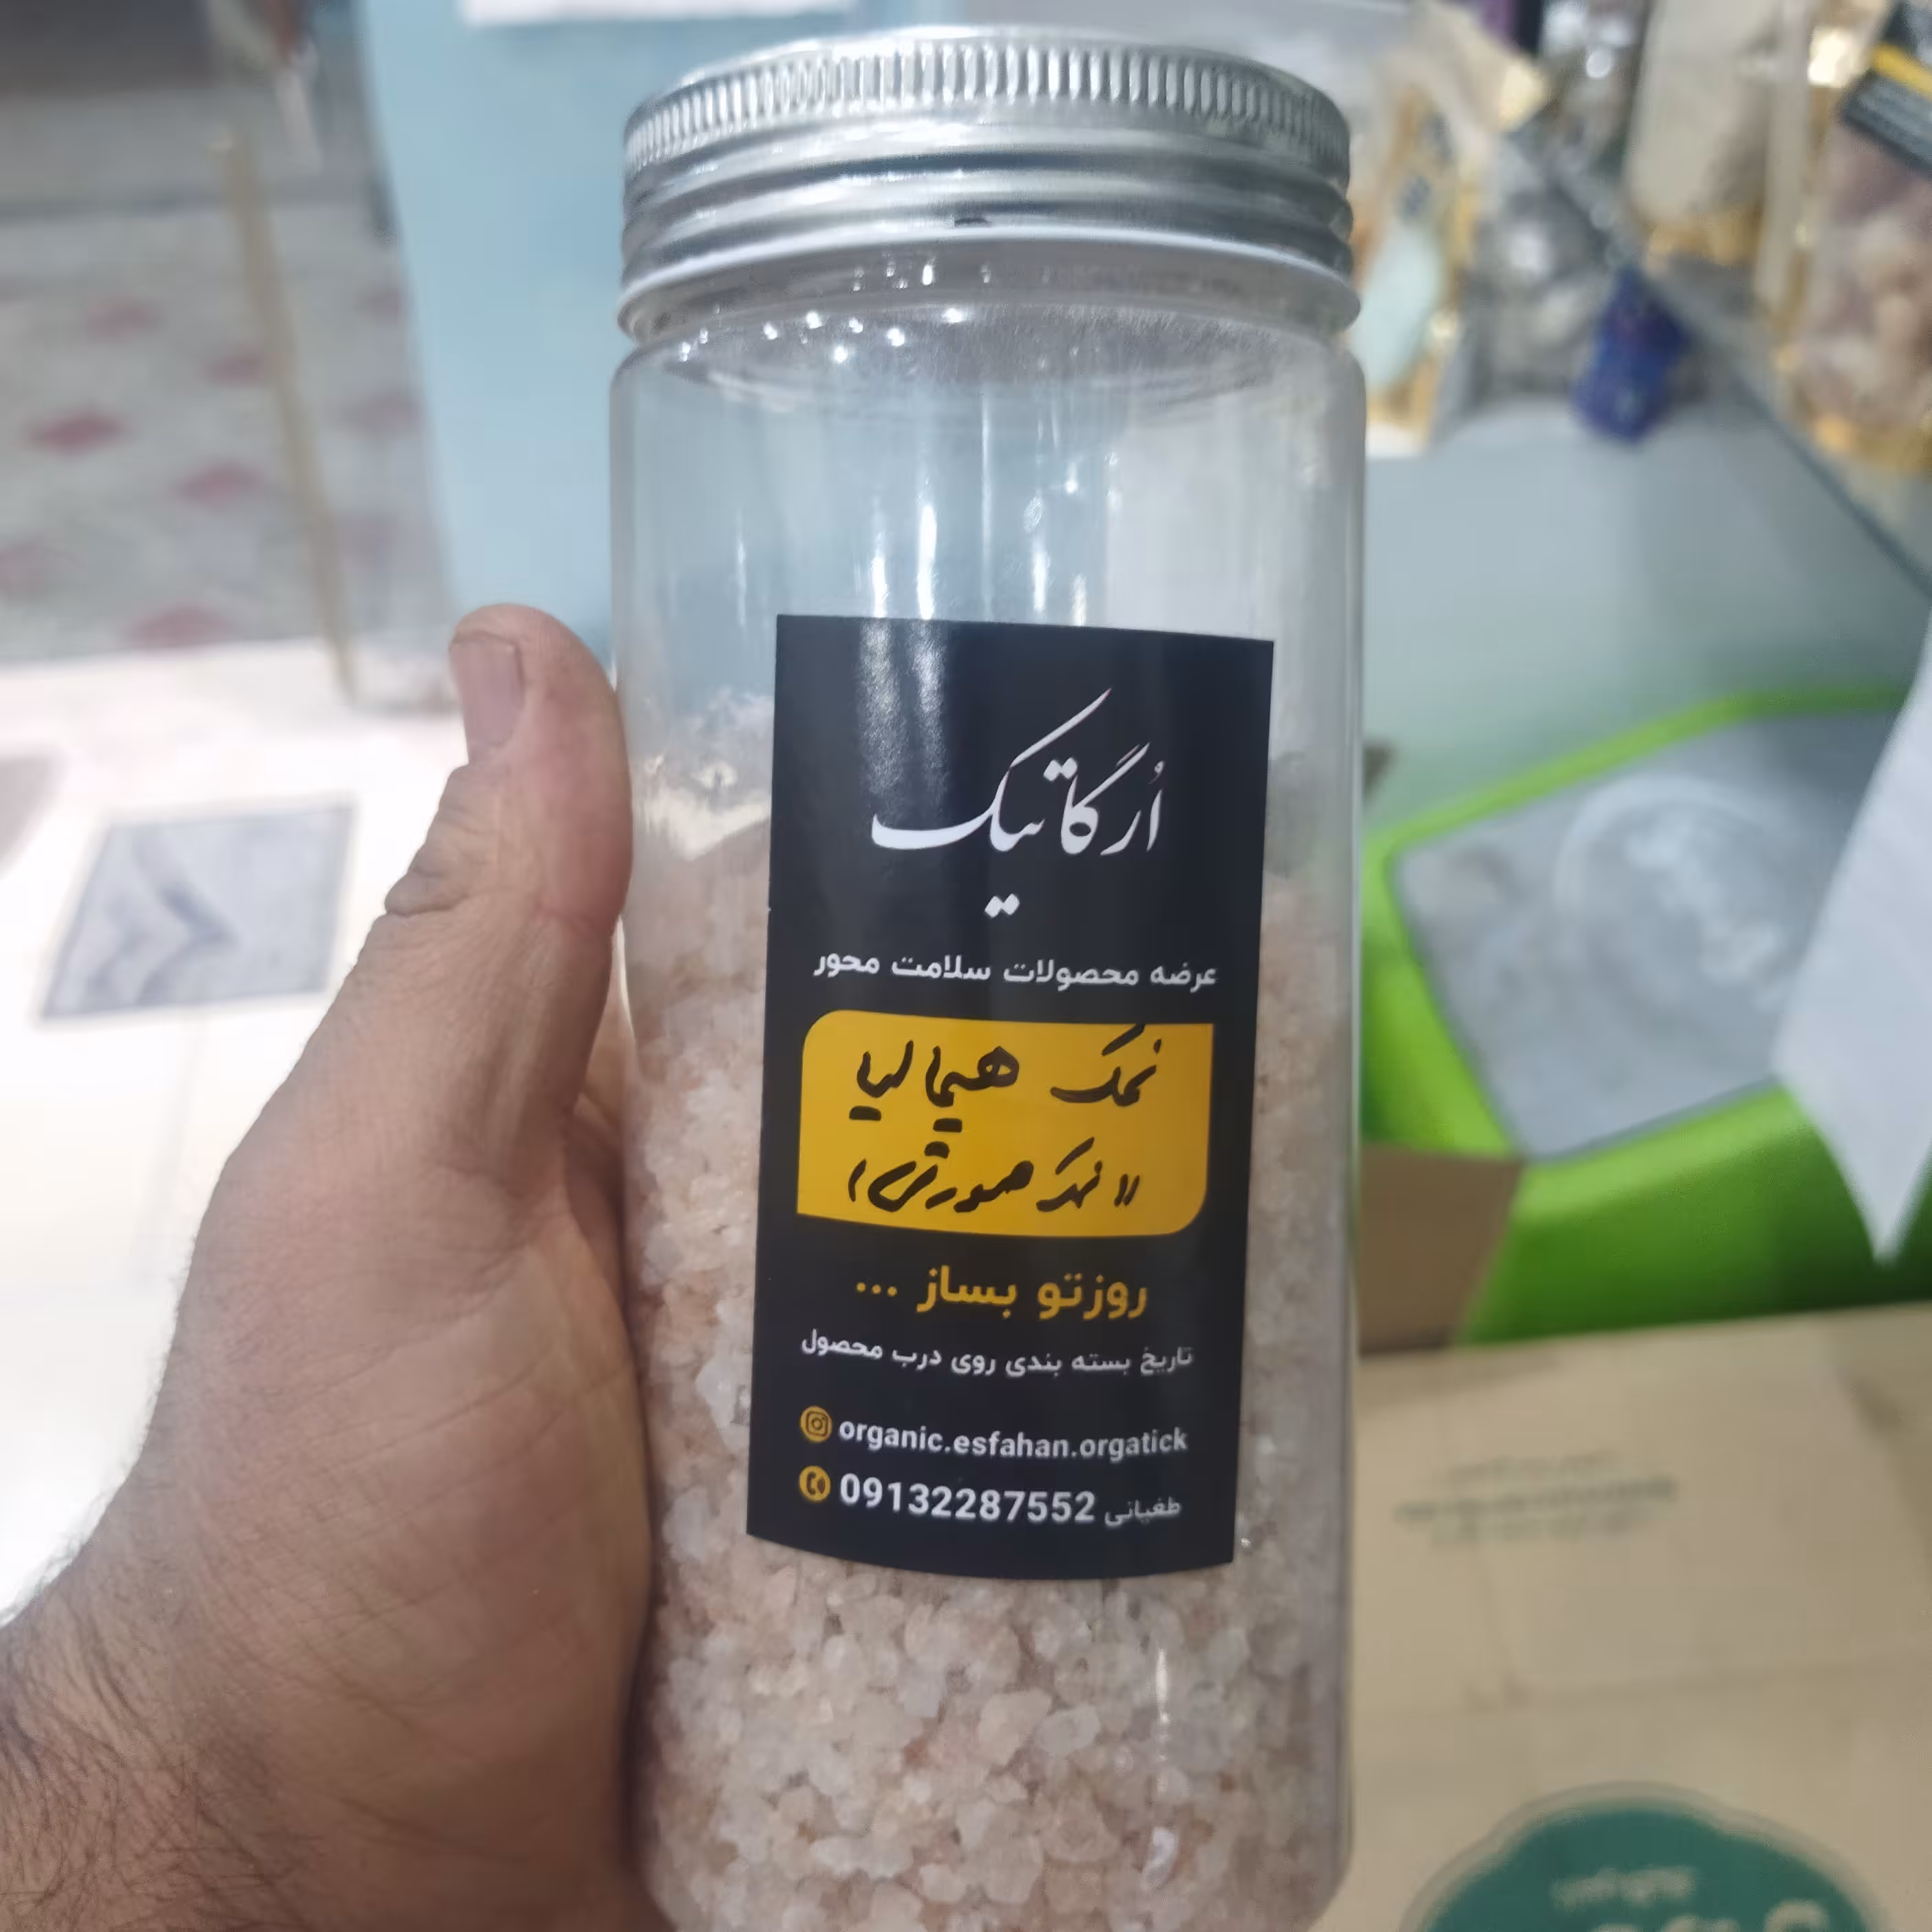 اُرگاتیک
عرضه محصولات سلامت محور
نمک هیمالیا
"نمک صورتی"
روزتو بساز ...
تاریخ بسته بندی روی درب محصول
organic.esfahan.orgatick
09132287552 طغیانی